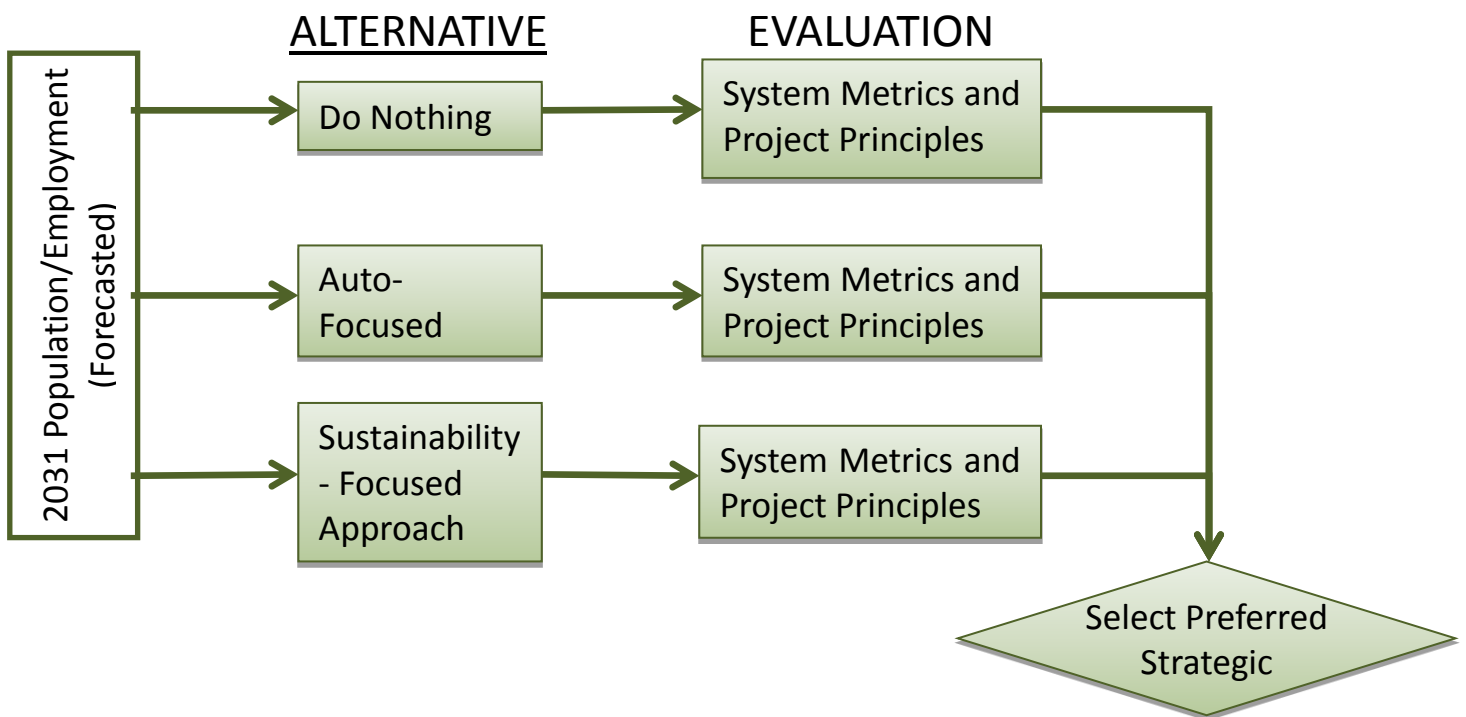 ALTERNATIVE
EVALUATION
2031 Population/Employment
(Forecasted)
Do Nothing
System Metrics and
Project Principles
Auto-
Focused
System Metrics and
Project Principles
Sustainability
- Focused
Approach
System Metrics and
Project Principles
Select Preferred
Strategic